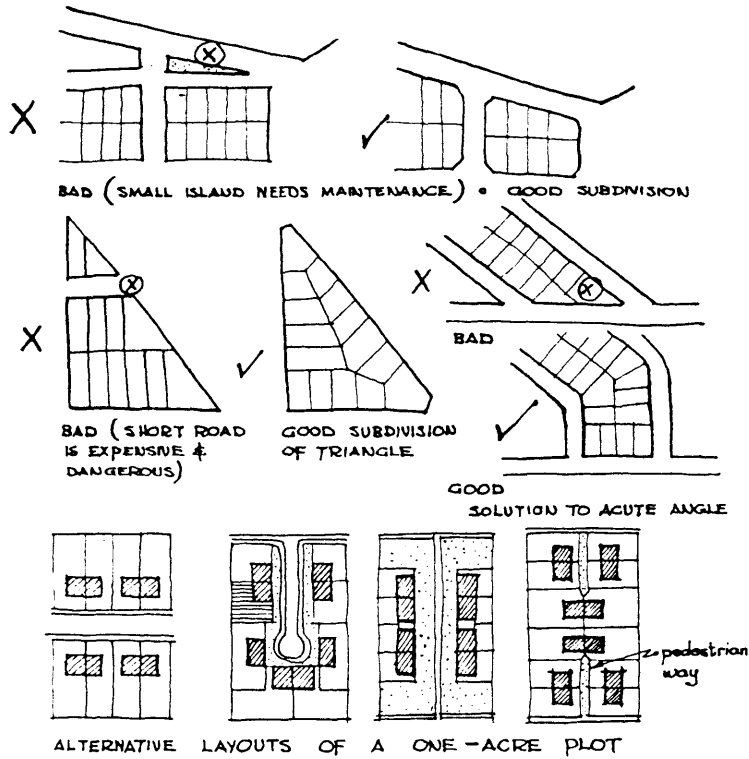 BAD (SMALL ISLAND NEEDS MAINTENANCE) • GOOD SUBDIVISION
BAD
BAD (SHORT ROAD
IS EXPENSIVE &
DANGEROUS)
GOOD SUBDIVISION
OF TRIANGLE
GOOD
SOLUTION TO ACUTE ANGLE
pedestrian
way
ALTERNATIVE LAYOUTS OF A ONE-ACRE PLOT